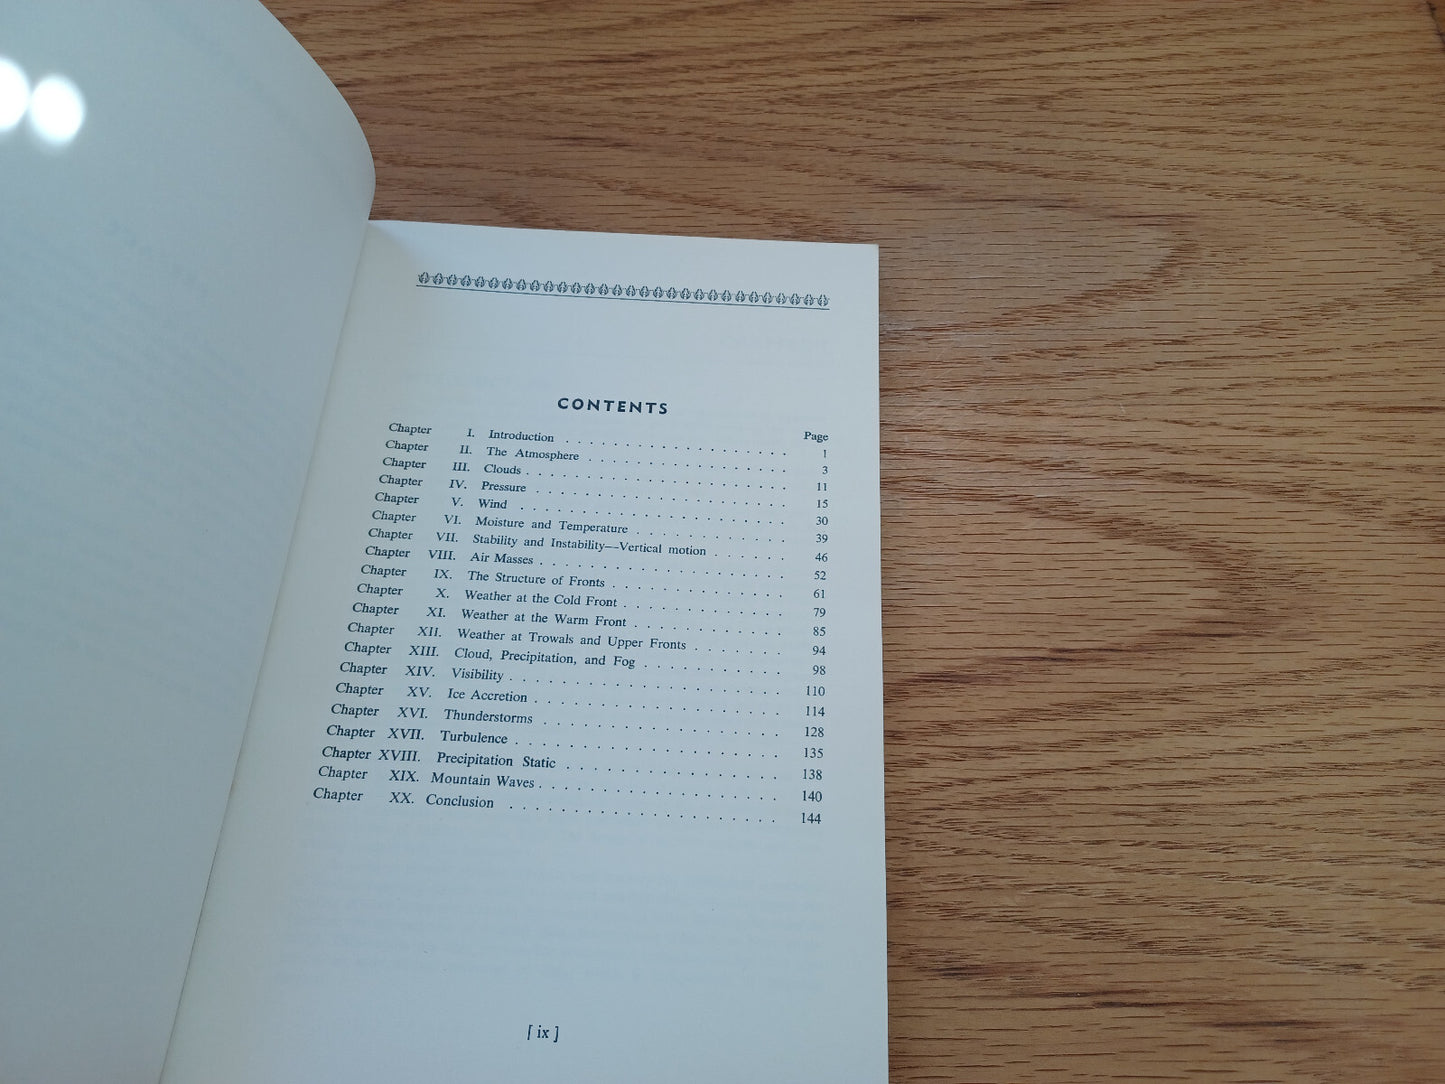 CONTENTS
Page
Chapter I. Introduction . . . . . . . . . . . . . . . . . . . 1
Chapter II. The Atmosphere . . . . . . . . . . . . . . . . . 3
Chapter III. Clouds . . . . . . . . . . . . . . . . . . . . . . 11
Chapter IV. Pressure . . . . . . . . . . . . . . . . . . . . . 15
Chapter V. Wind . . . . . . . . . . . . . . . . . . . . . . . 30
Chapter VI. Moisture and Temperature . . . . . . . . . . . . . 39
Chapter VII. Stability and Instability—Vertical motion . . . . . . 46
Chapter VIII. Air Masses . . . . . . . . . . . . . . . . . . . . 52
Chapter IX. The Structure of Fronts . . . . . . . . . . . . . . 61
Chapter X. Weather at the Cold Front . . . . . . . . . . . . . 79
Chapter XI. Weather at the Warm Front . . . . . . . . . . . . 85
Chapter XII. Weather at Trowals and Upper Fronts . . . . . . . 94
Chapter XIII. Cloud, Precipitation, and Fog . . . . . . . . . . . 98
Chapter XIV. Visibility . . . . . . . . . . . . . . . . . . . . . 110
Chapter XV. Ice Accretion . . . . . . . . . . . . . . . . . . . 114
Chapter XVI. Thunderstorms . . . . . . . . . . . . . . . . . . 128
Chapter XVII. Turbulence . . . . . . . . . . . . . . . . . . . . 135
Chapter XVIII. Precipitation Static . . . . . . . . . . . . . . . . 138
Chapter XIX. Mountain Waves . . . . . . . . . . . . . . . . . . 140
Chapter XX. Conclusion . . . . . . . . . . . . . . . . . . . . 144
[ ix ]